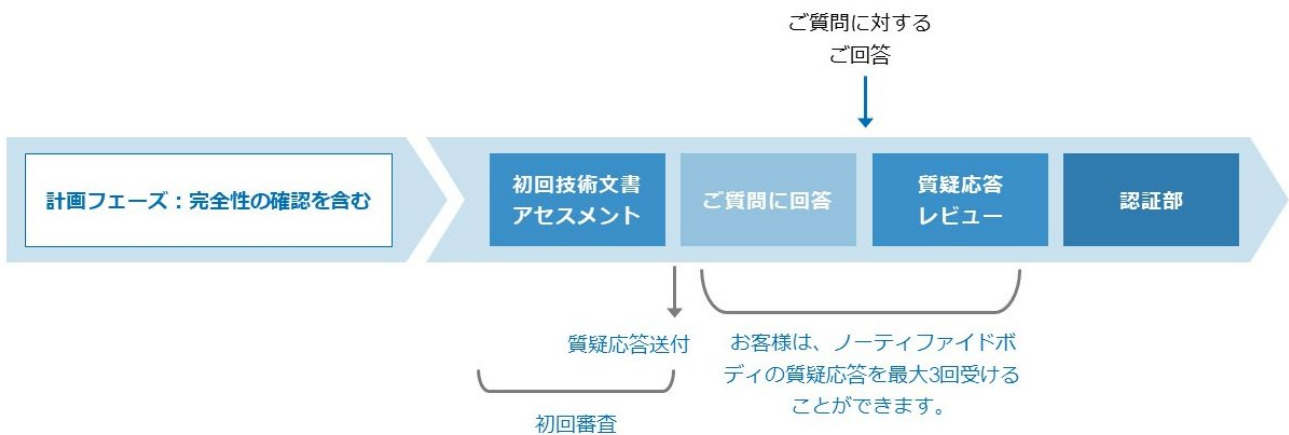 ご質問に対する
ご回答
計画フェーズ：完全性の確認を含む
初回技術文書
アセスメント
ご質問に回答
質疑応答
レビュー
認証部
質疑応答送付
初回審査
お客様は、ノーティファイドボ
ディの質疑応答を最大3回受ける
ことができます。